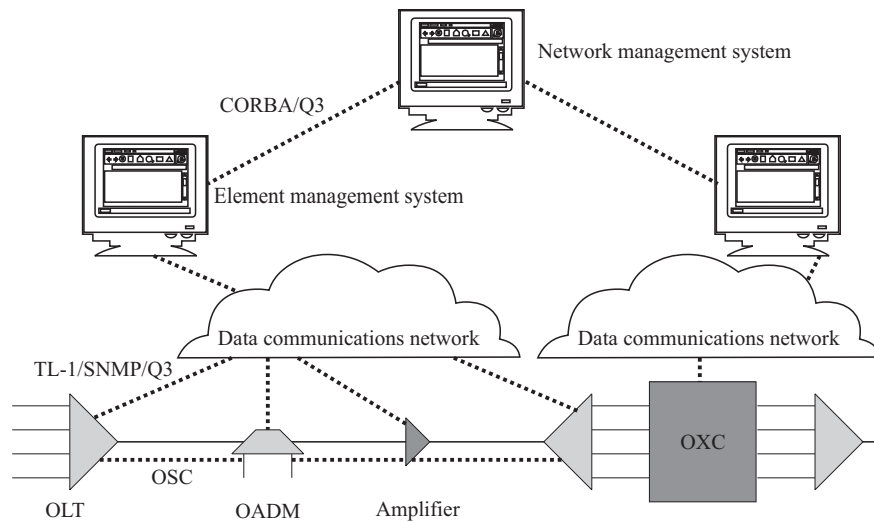 Network management system
CORBA/Q3
Element management system
Data communications network
Data communications network
TL-1/SNMP/Q3
OXC
OSC
OLT
OADM
Amplifier